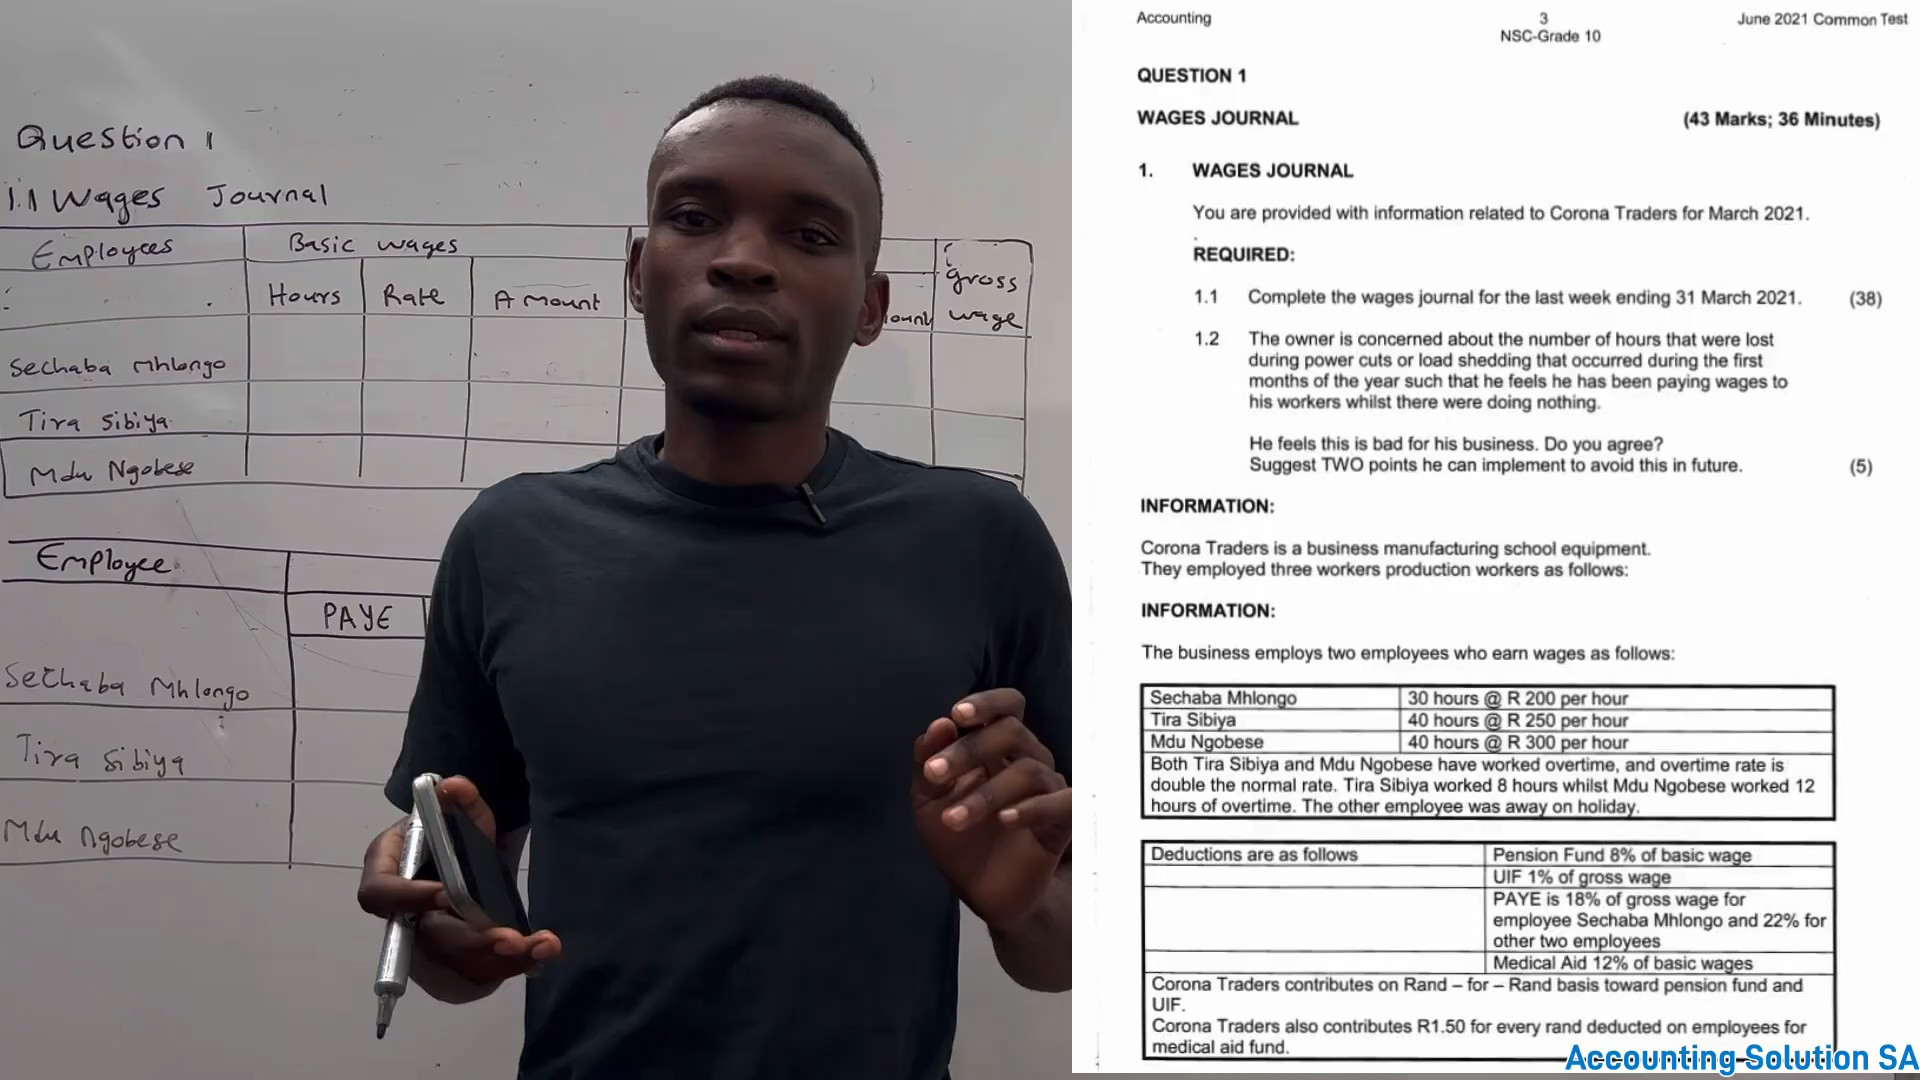 Question 1
1.1 Wages Journal
Employees
Basic wages
Hours
Rate
Amount
gross
wage
Sechaba Mhlongo
Tira Sibiya
Mdu Ngobese
Employee
PAYE
Sechaba Mhlongo
Tira Sibiya
Mdu Ngobese
Accounting
3
June 2021 Common Test
NSC-Grade 10
QUESTION 1
WAGES JOURNAL (43 Marks; 36 Minutes)
1. WAGES JOURNAL
You are provided with information related to Corona Traders for March 2021.
REQUIRED:
1.1 Complete the wages journal for the last week ending 31 March 2021. (38)
1.2 The owner is concerned about the number of hours that were lost
during power cuts or load shedding that occurred during the first
months of the year such that he feels he has been paying wages to
his workers whilst there were doing nothing.
He feels this is bad for his business. Do you agree?
Suggest TWO points he can implement to avoid this in future. (5)
INFORMATION:
Corona Traders is a business manufacturing school equipment.
They employed three workers production workers as follows:
INFORMATION:
The business employs two employees who earn wages as follows:
Sechaba Mhlongo 30 hours @ R 200 per hour
Tira Sibiya 40 hours @ R 250 per hour
Mdu Ngobese 40 hours @ R 300 per hour
Both Tira Sibiya and Mdu Ngobese have worked overtime, and overtime rate is
double the normal rate. Tira Sibiya worked 8 hours whilst Mdu Ngobese worked 12
hours of overtime. The other employee was away on holiday.
Deductions are as follows Pension Fund 8% of basic wage
UIF 1% of gross wage
PAYE is 18% of gross wage for
employee Sechaba Mhlongo and 22% for
other two employees
Medical Aid 12% of basic wages
Corona Traders contributes on Rand – for – Rand basis toward pension fund and
UIF.
Corona Traders also contributes R1.50 for every rand deducted on employees for
medical aid fund.
Accounting Solution SA